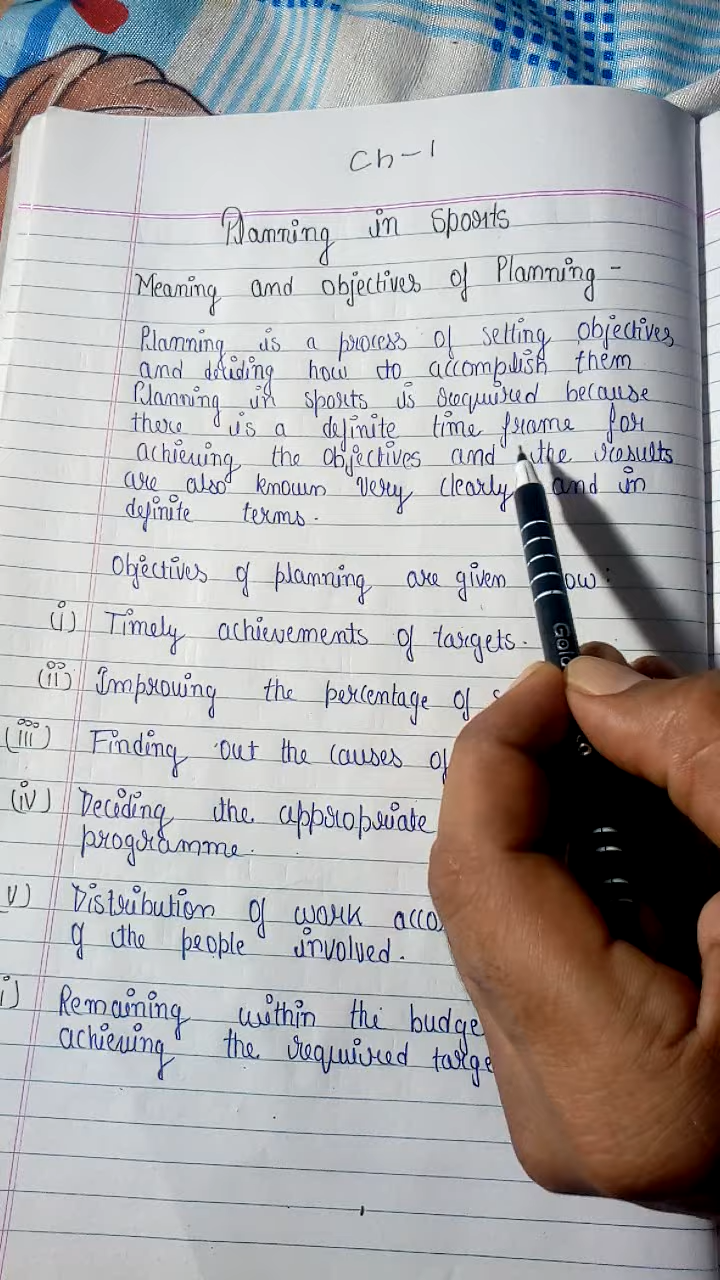 Ch-1
Planning in Sports
Meaning and objectives of Planning -
Planning is a process of setting objectives
and deciding how to accomplish them
Planning in sports is required because
there is a definite time frame for
achieving the objectives and the results
are also known very clearly and in
definite terms.
Objectives of planning are given
(i) Timely achievements of targets.
(ii) Improving the percentage of
(iii) Finding out the causes of
(iv) Deciding the appropriate
programme.
v) Distribution of work
of the people involved.
i) Remaining within the
achieving the required